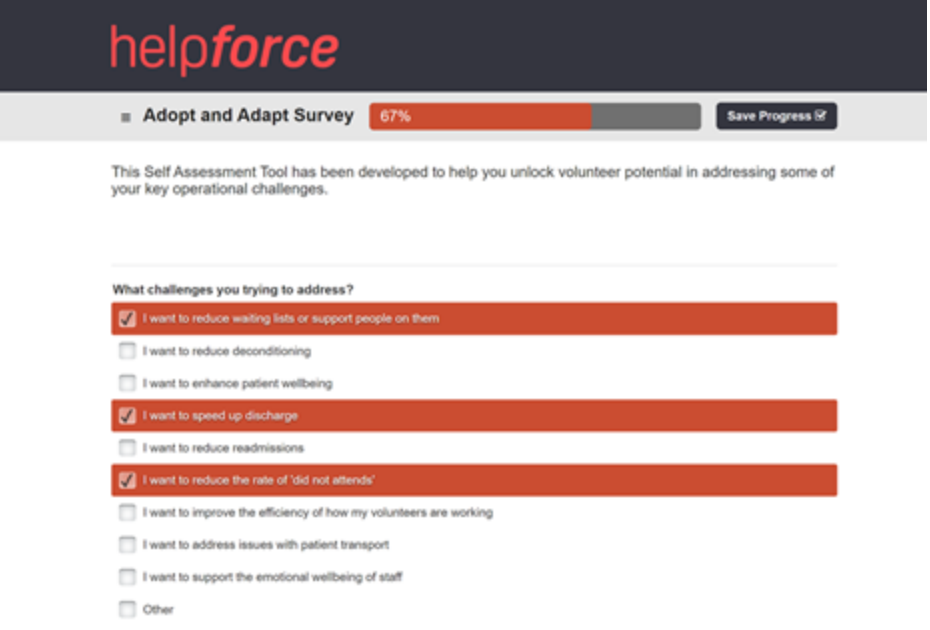 helpforce
Adopt and Adapt Survey
67%
Save Progress
This Self Assessment Tool has been developed to help you unlock volunteer potential in addressing some of
your key operational challenges.
What challenges you trying to address?
I want to reduce waiting lists or support people on them
I want to reduce deconditioning
I want to enhance patient wellbeing
I want to speed up discharge
I want to reduce readmissions
I want to reduce the rate of 'did not attends'
I want to improve the efficiency of how my volunteers are working
I want to address issues with patient transport
I want to support the emotional wellbeing of staff
Other